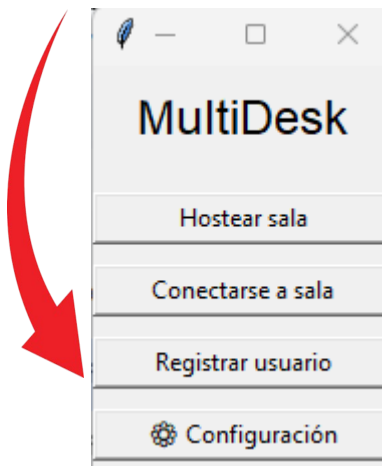 MultiDesk
Hostear sala
Conectarse a sala
Registrar usuario
Configuración